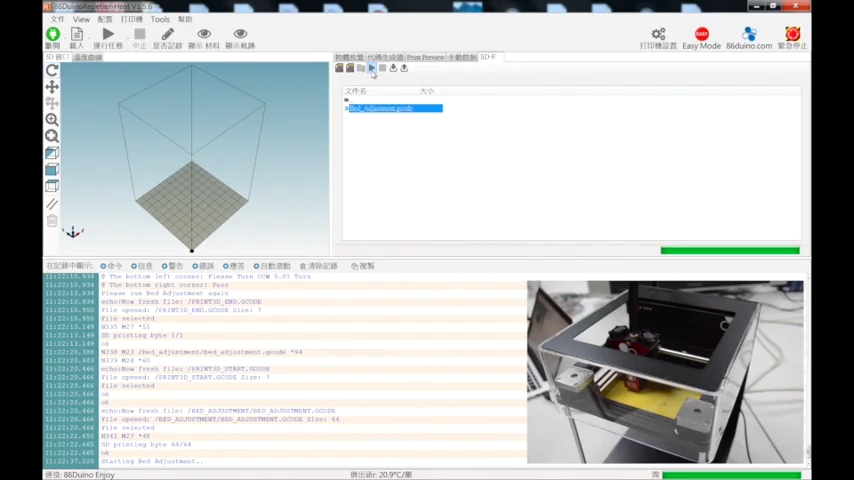 86DuinoRepetier-Host V1.5.6
文件 View 配置 打印機 Tools 幫助
斷開 載入 運行任務 中止 是否記錄 顯示材料 顯示軌跡 打印機設置 Easy Mode 86duino.com 緊急停止
3D 窗口 溫度曲線 物體放置 代碼生成器 Print Preview 手動控制 SD卡
文件名 大小
Bed_Adjustment.gcode
在記錄中顯示: 命令 信息 警告 錯誤 應答 自動滾動 清除記錄 複製
11:22:10.934 # The bottom left corner: Please Turn CCW 0.01 Turn
11:22:10.934 # The bottom right corner: Pass
11:22:10.934 Please run Bed Adjustment again
11:22:10.934 echo:Now fresh file: /PRINT3D_END.GCODE
11:22:10.950 File opened: /PRINT3D_END.GCODE Size: 7
11:22:10.950 File selected
11:22:13.149 N335 M27 *51
11:22:13.149 SD printing byte 1/1
11:22:13.149 ok
11:22:20.389 N338 M23 /bed_adjustment/bed_adjustment.gcode *94
11:22:20.403 N339 M24 *60
11:22:20.466 echo:Now fresh file: /PRINT3D_START.GCODE
11:22:20.466 File opened: /PRINT3D_START.GCODE Size: 7
11:22:20.466 File selected
11:22:20.466 ok
11:22:20.466 ok
11:22:20.466 echo:Now fresh file: /BED_ADJUSTMENT/BED_ADJUSTMENT.GCODE
11:22:20.466 File opened: /BED_ADJUSTMENT/BED_ADJUSTMENT.GCODE Size: 64
11:22:20.466 File selected
11:22:22.450 N341 M27 *48
11:22:22.450 SD printing byte 64/64
11:22:22.450 ok
11:22:37.220 Starting Bed Adjustment..
連接: 86Duino Enjoy 擠出頭r: 20.9°C/關